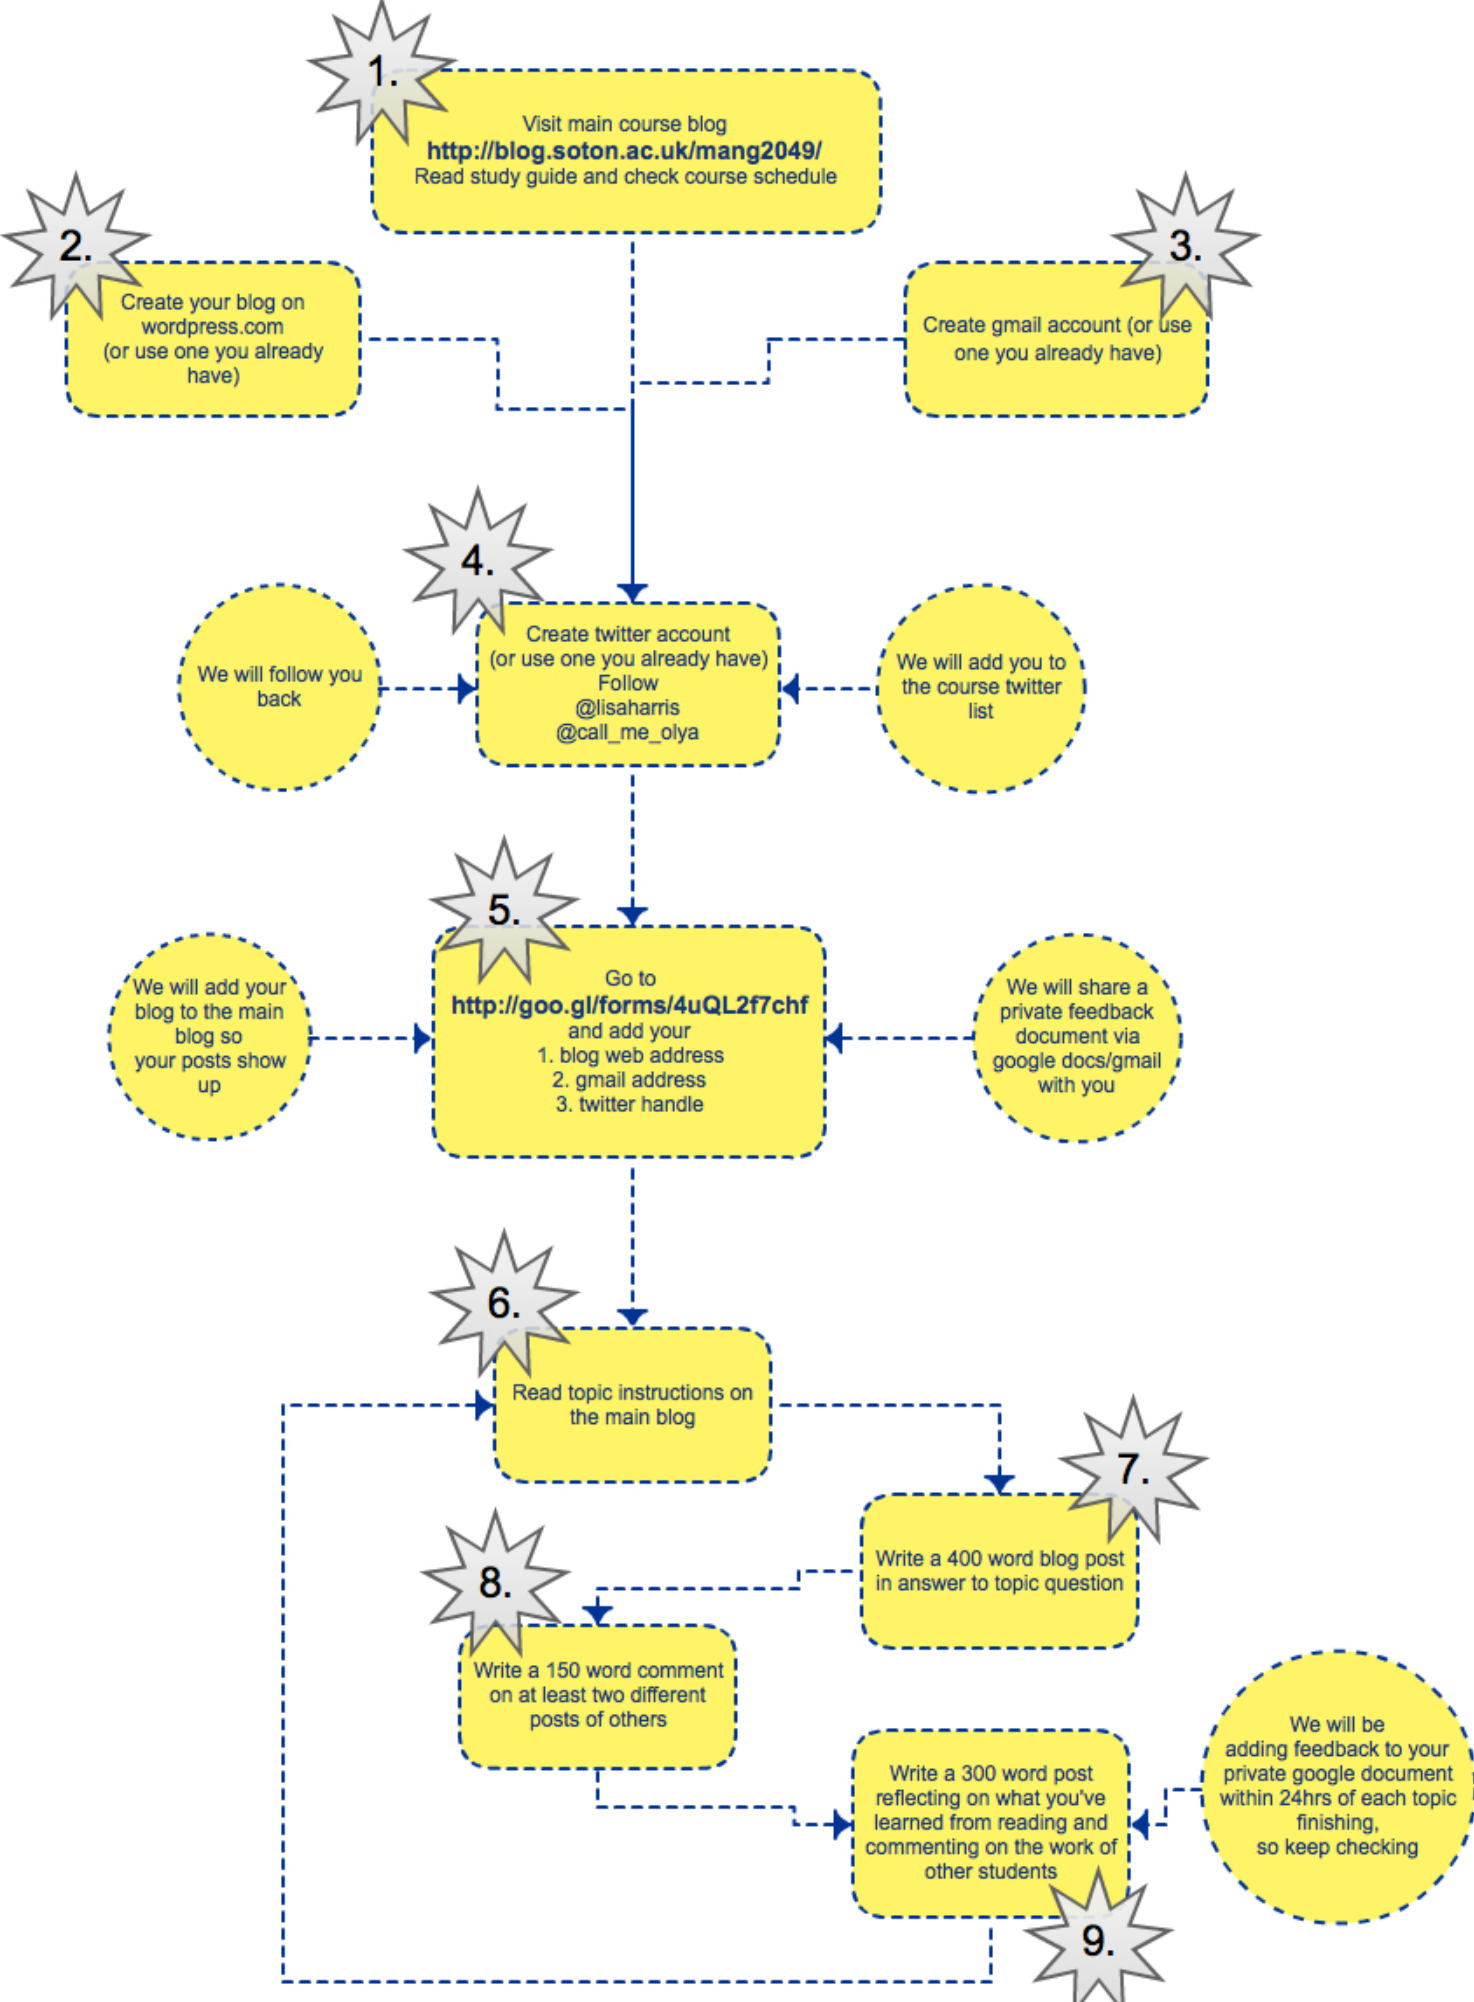 1.
Visit main course blog
http://blog.soton.ac.uk/mang2049/
Read study guide and check course schedule
2.
Create your blog on
wordpress.com
(or use one you already
have)
3.
Create gmail account (or use
one you already have)
4.
Create twitter account
(or use one you already have)
Follow
@lisaharris
@call_me_olya
We will follow you
back
We will add you to
the course twitter
list
5.
Go to
http://goo.gl/forms/4uQL2f7chf
and add your
1. blog web address
2. gmail address
3. twitter handle
We will add your
blog to the main
blog so
your posts show
up
We will share a
private feedback
document via
google docs/gmail
with you
6.
Read topic instructions on
the main blog
7.
Write a 400 word blog post
in answer to topic question
8.
Write a 150 word comment
on at least two different
posts of others
Write a 300 word post
reflecting on what you've
learned from reading and
commenting on the work of
other students
9.
We will be
adding feedback to your
private google document
within 24hrs of each topic
finishing,
so keep checking